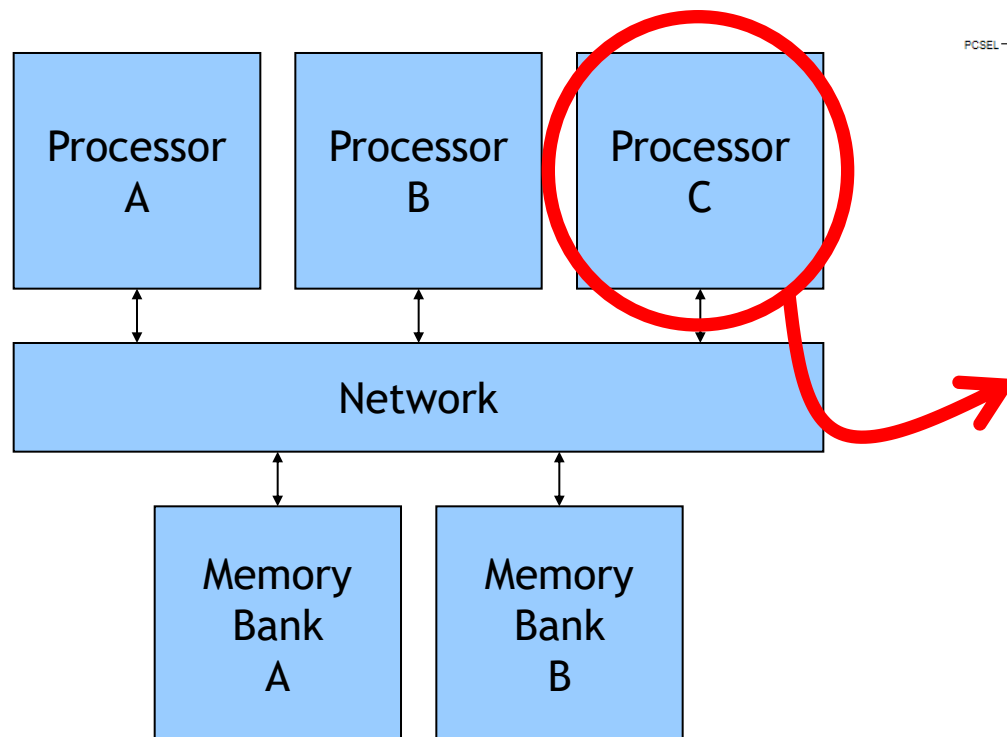 PCSEL
Processor
A
Processor
B
Processor
C
Network
Memory
Bank
A
Memory
Bank
B